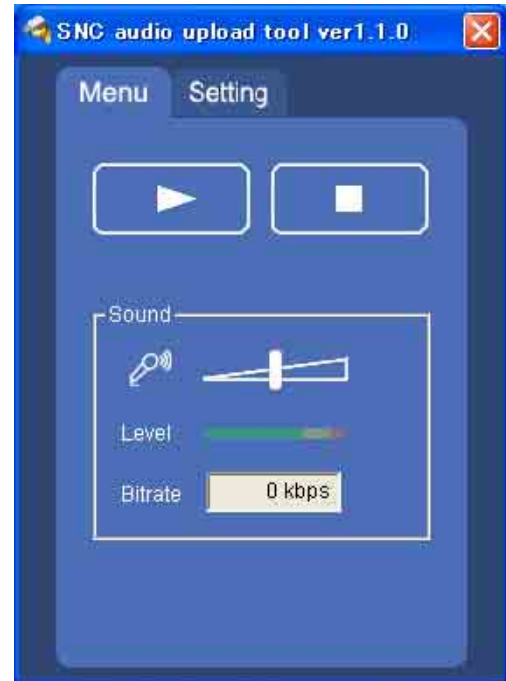 SNC audio upload tool ver1.1.0
Menu Setting
Sound
Level
Bitrate 0 kbps